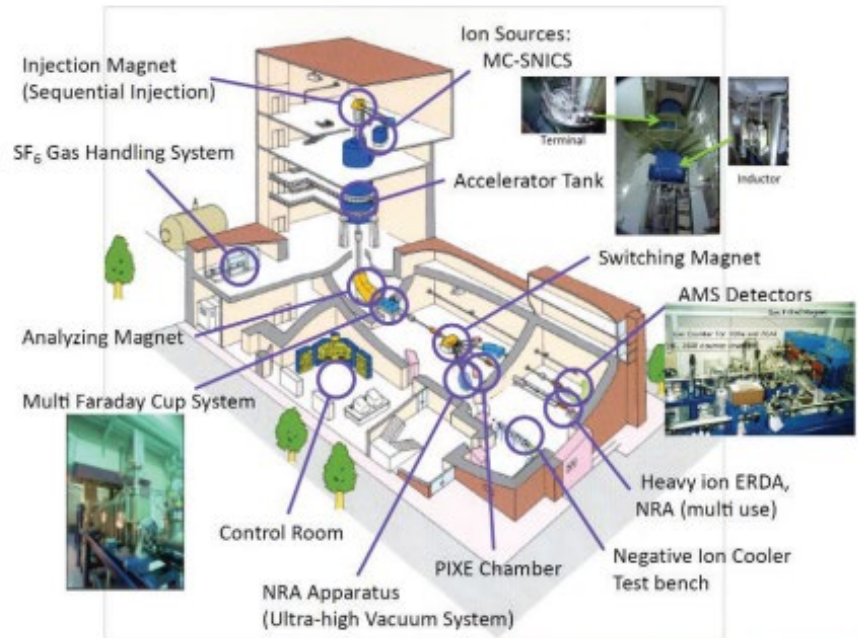 Ion Sources:
MC-SNICS
Injection Magnet
(Sequential Injection)
Terminal
Inductor
SF₆ Gas Handling System
Accelerator Tank
Switching Magnet
AMS Detectors
Analyzing Magnet
Multi Faraday Cup System
Heavy ion ERDA,
NRA (multi use)
Control Room
PIXE Chamber
Negative Ion Cooler
Test bench
NRA Apparatus
(Ultra-high Vacuum System)